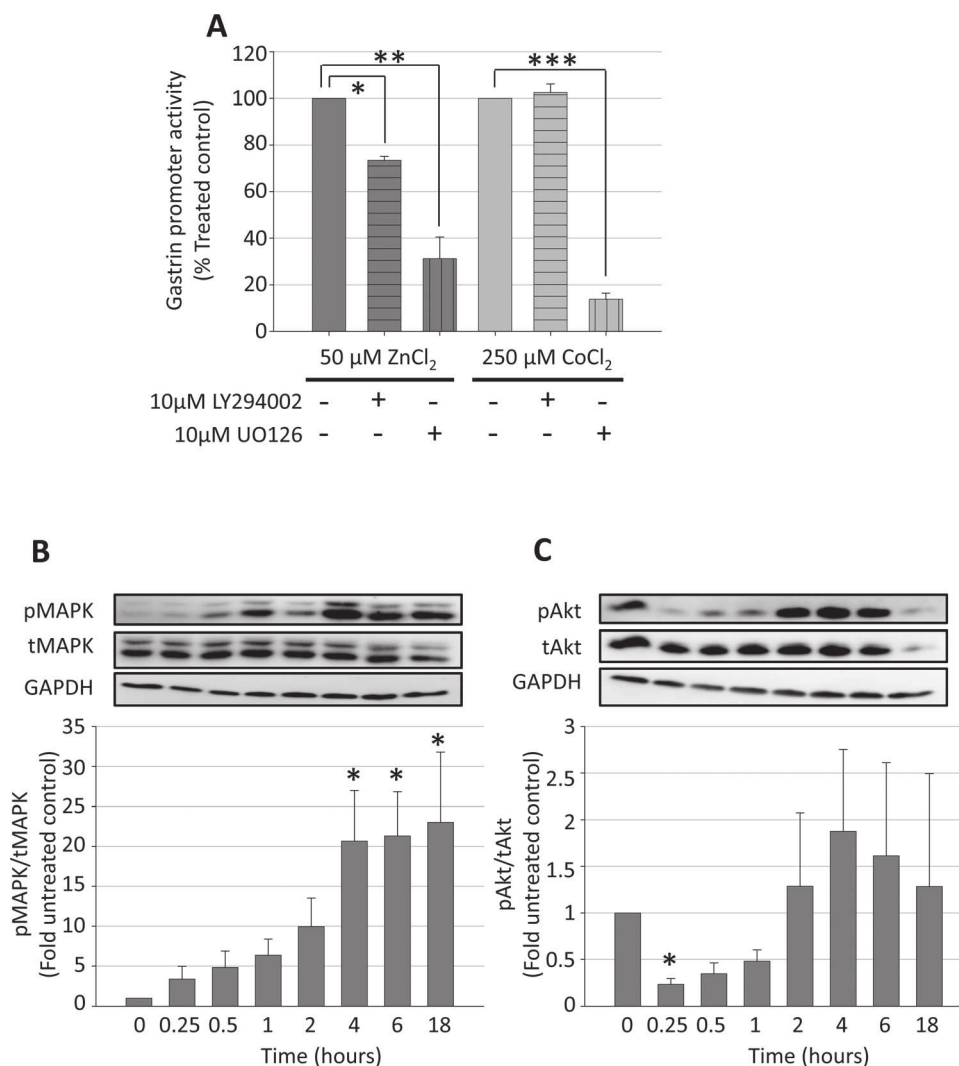 A
120
100
80
60
40
20
0
Gastrin promoter activity
(% Treated control)
*
**
***
50 μM ZnCl₂ 250 μM CoCl₂
10μM LY294002 - + - - + -
10μM UO126 - - + - - +
B
pMAPK
tMAPK
GAPDH
35
30
25
20
15
10
5
0
pMAPK/tMAPK
(Fold untreated control)
* * *
0 0.25 0.5 1 2 4 6 18
Time (hours)
C
pAkt
tAkt
GAPDH
3
2.5
2
1.5
1
0.5
0
pAkt/tAkt
(Fold untreated control)
*
0 0.25 0.5 1 2 4 6 18
Time (hours)